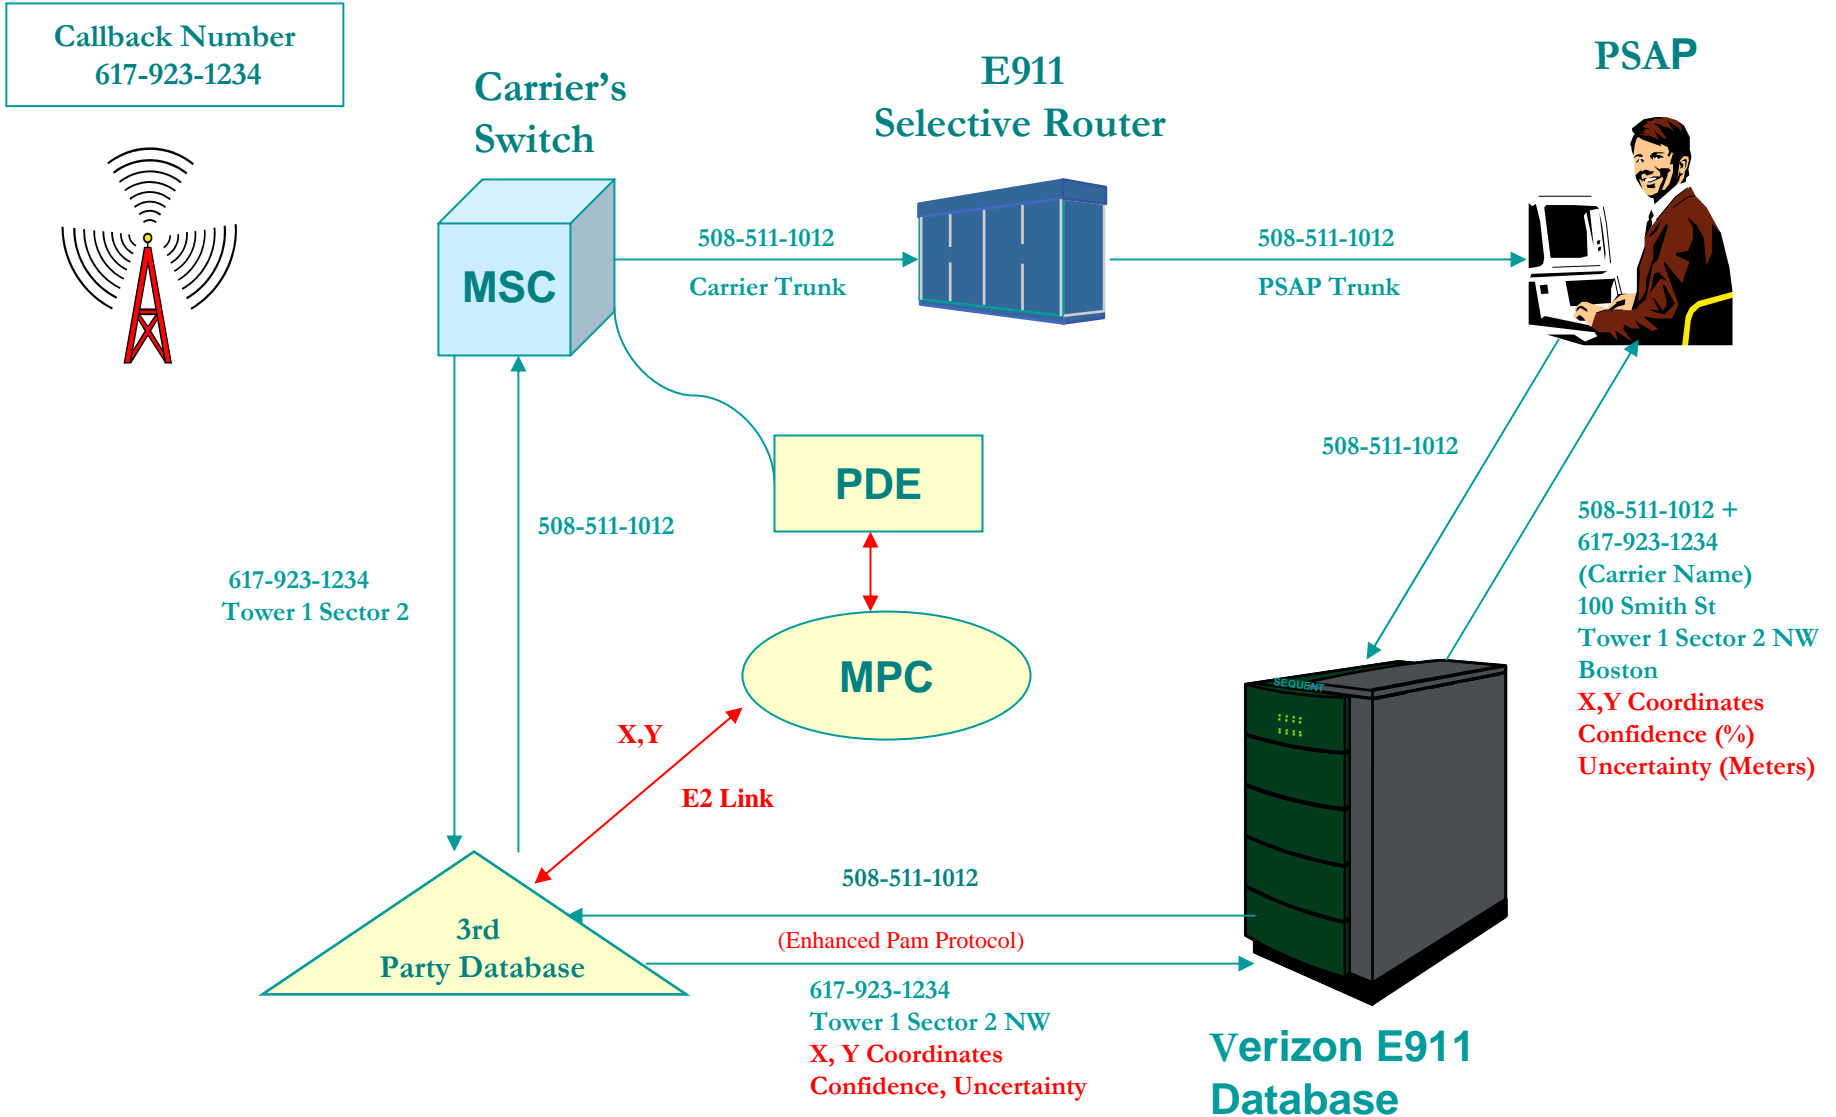 Callback Number
617-923-1234
Carrier's
Switch
E911
Selective Router
PSAP
MSC
508-511-1012
Carrier Trunk
508-511-1012
PSAP Trunk
PDE
508-511-1012
617-923-1234
Tower 1 Sector 2
MPC
X,Y
E2 Link
508-511-1012
508-511-1012 +
617-923-1234
(Carrier Name)
100 Smith St
Tower 1 Sector 2 NW
Boston
X,Y Coordinates
Confidence (%)
Uncertainty (Meters)
SEQUENT
3rd
Party Database
508-511-1012
(Enhanced Pam Protocol)
617-923-1234
Tower 1 Sector 2 NW
X, Y Coordinates
Confidence, Uncertainty
Verizon E911
Database